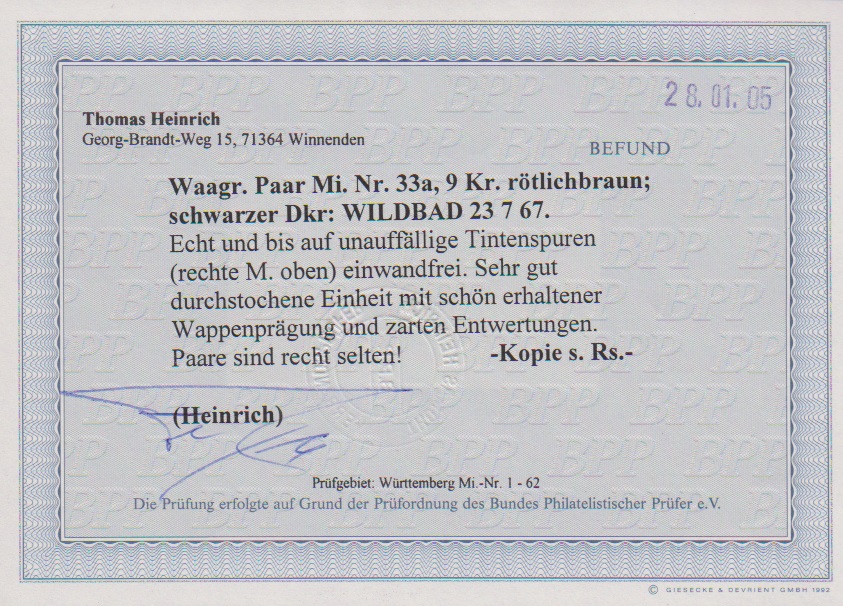 28.01.05
Thomas Heinrich
Georg-Brandt-Weg 15, 71364 Winnenden
BEFUND
Waagr. Paar Mi. Nr. 33a, 9 Kr. rötlichbraun;
schwarzer Dkr: WILDBAD 23 7 67.
Echt und bis auf unauffällige Tintenspuren
(rechte M. oben) einwandfrei. Sehr gut
durchstochene Einheit mit schön erhaltener
Wappenprägung und zarten Entwertungen.
Paare sind recht selten! -Kopie s. Rs.-
(Heinrich)
Prüfgebiet: Württemberg Mi.-Nr. 1 - 62
Die Prüfung erfolgte auf Grund der Prüfordnung des Bundes Philatelistischer Prüfer e.V.
© GIESECKE & DEVRIENT GMBH 1992